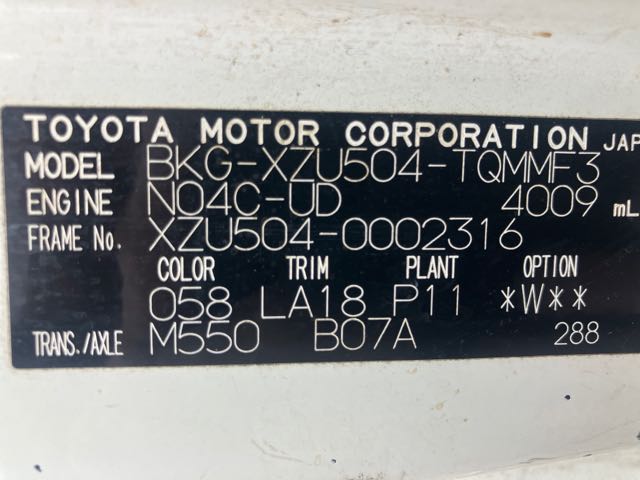 TOYOTA MOTOR CORPORATION JAP
MODEL BKG-XZU504-TQMMF3
ENGINE N04C-UD 4009 mL
FRAME No. XZU504-0002316
COLOR TRIM PLANT OPTION
058 LA18 P11 *W**
TRANS./AXLE M550 B07A 288